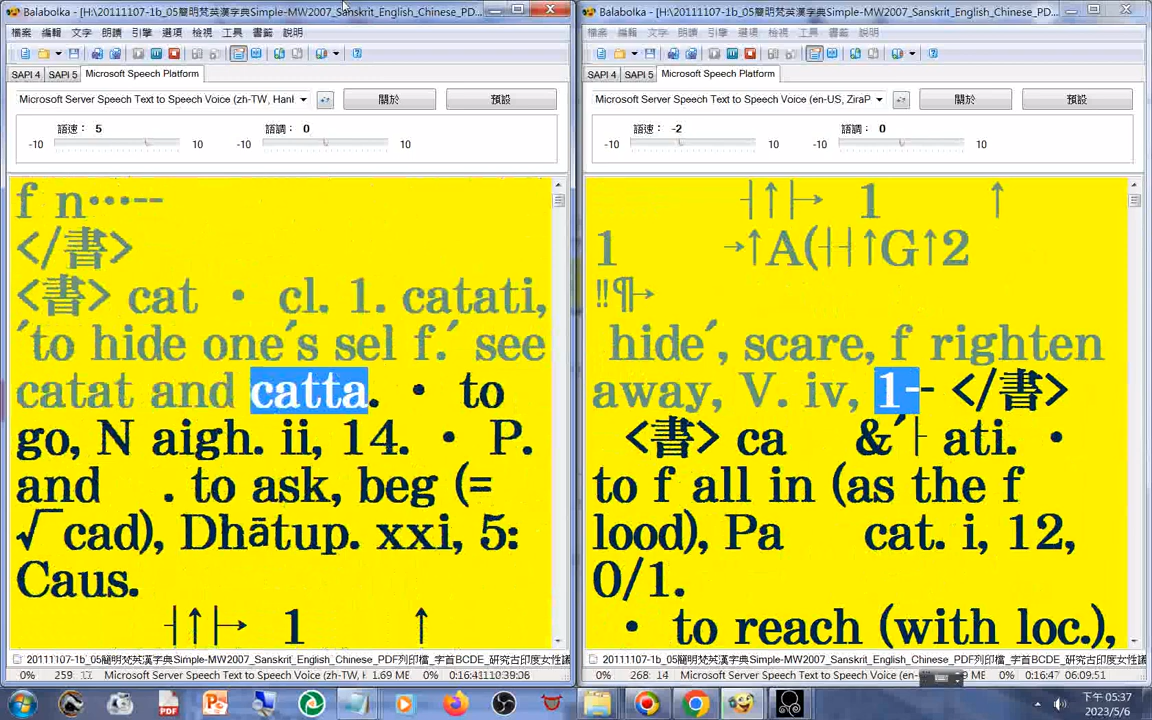 Balabolka - [H:\20111107-1b_05簡明梵英漢字典Simple-MW2007_Sanskrit_English_Chinese_PD...
檔案 編輯 文字 朗讀 引擎 選項 檢視 工具 書籤 說明
SAPI 4 SAPI 5 Microsoft Speech Platform
Microsoft Server Speech Text to Speech Voice (zh-TW, Hanl
關於
預設
語速： 5
語調： 0
-10 10 -10 10
f n…--
</書>
<書> cat • cl. 1. catati,
´to hide one´s sel f.´ see
catat and catta. • to
go, N aigh. ii, 14. • P.
and . to ask, beg (=
√cad), Dhātup. xxi, 5:
Caus.
┤↑├→ 1 ↑
20111107-1b_05簡明梵英漢字典Simple-MW2007_Sanskrit_English_Chinese_PDF列印檔_字首BCDE_研究古印度女性議
0% 259: 11 Microsoft Server Speech Text to Speech Voice (zh-TW, H 1.69 MB 0% 0:16:41
Balabolka - [H:\20111107-1b_05簡明梵英漢字典Simple-MW2007_Sanskrit_English_Chinese_PD...
檔案 編輯 文字 朗讀 引擎 選項 檢視 工具 書籤 說明
SAPI 4 SAPI 5 Microsoft Speech Platform
Microsoft Server Speech Text to Speech Voice (en-US, ZiraP
關於
預設
語速： -2
語調： 0
-10 10 -10 10
┤↑├→ 1 ↑
1 →↑A(┤┤↑G↑2
‼¶→
hide´, scare, f righten
away, V. iv, 1-- </書>
<書> ca &´├ ati. •
to f all in (as the f
lood), Pa cat. i, 12,
0/1.
• to reach (with loc.),
20111107-1b_05簡明梵英漢字典Simple-MW2007_Sanskrit_English_Chinese_PDF列印檔_字首BCDE_研究古印度女性議
0% 268: 14 Microsoft Server Speech Text to Speech Voice (en-US, 0% 0:16:47 06:09:51
下午 05:37
2023/5/6